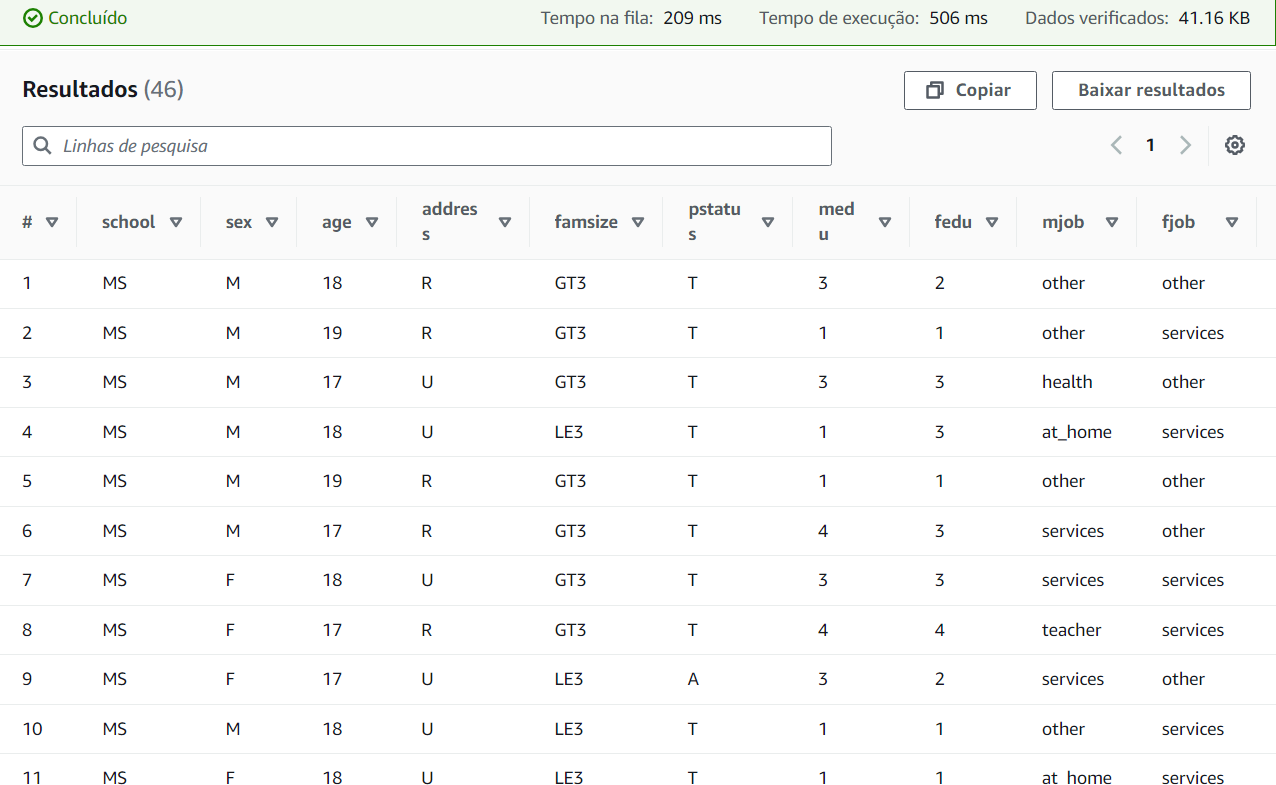 Concluído Tempo na fila: 209 ms Tempo de execução: 506 ms Dados verificados: 41.16 KB
Resultados (46) Copiar Baixar resultados
Linhas de pesquisa 1
# school sex age address famsize pstatus medu fedu mjob fjob
1 MS M 18 R GT3 T 3 2 other other
2 MS M 19 R GT3 T 1 1 other services
3 MS M 17 U GT3 T 3 3 health other
4 MS M 18 U LE3 T 1 3 at_home services
5 MS M 19 R GT3 T 1 1 other other
6 MS M 17 R GT3 T 4 3 services other
7 MS F 18 U GT3 T 3 3 services services
8 MS F 17 R GT3 T 4 4 teacher services
9 MS F 17 U LE3 A 3 2 services other
10 MS M 18 U LE3 T 1 1 other services
11 MS F 18 U LE3 T 1 1 at_home services